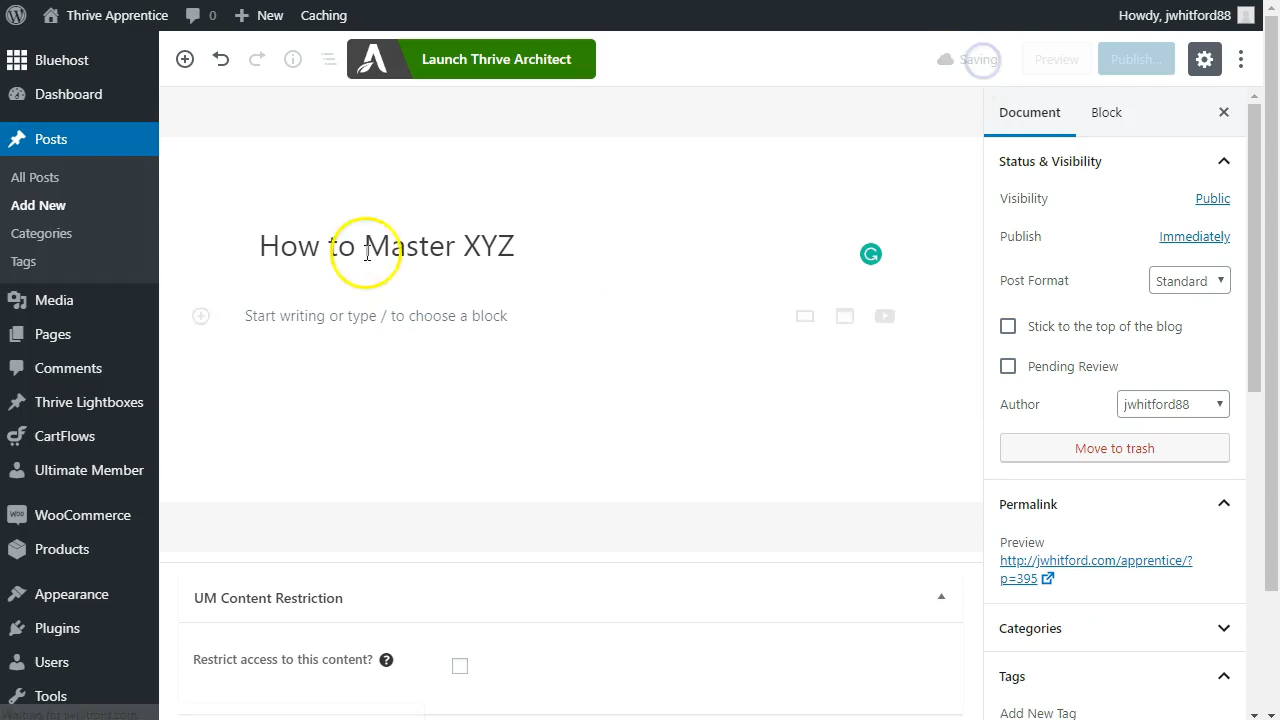 Thrive Apprentice
0
New
Caching
Howdy, jwhitford88
Bluehost
Dashboard
Posts
All Posts
Add New
Categories
Tags
Media
Pages
Comments
Thrive Lightboxes
CartFlows
Ultimate Member
WooCommerce
Products
Appearance
Plugins
Users
Tools
Launch Thrive Architect
Saving
Preview
Publish...
How to Master XYZ
Start writing or type / to choose a block
UM Content Restriction
Restrict access to this content?
Document
Block
Status & Visibility
Visibility
Public
Publish
Immediately
Post Format
Standard
Stick to the top of the blog
Pending Review
Author
jwhitford88
Move to trash
Permalink
Preview
http://jwhitford.com/apprentice/?
p=395
Categories
Tags
Add New Tag